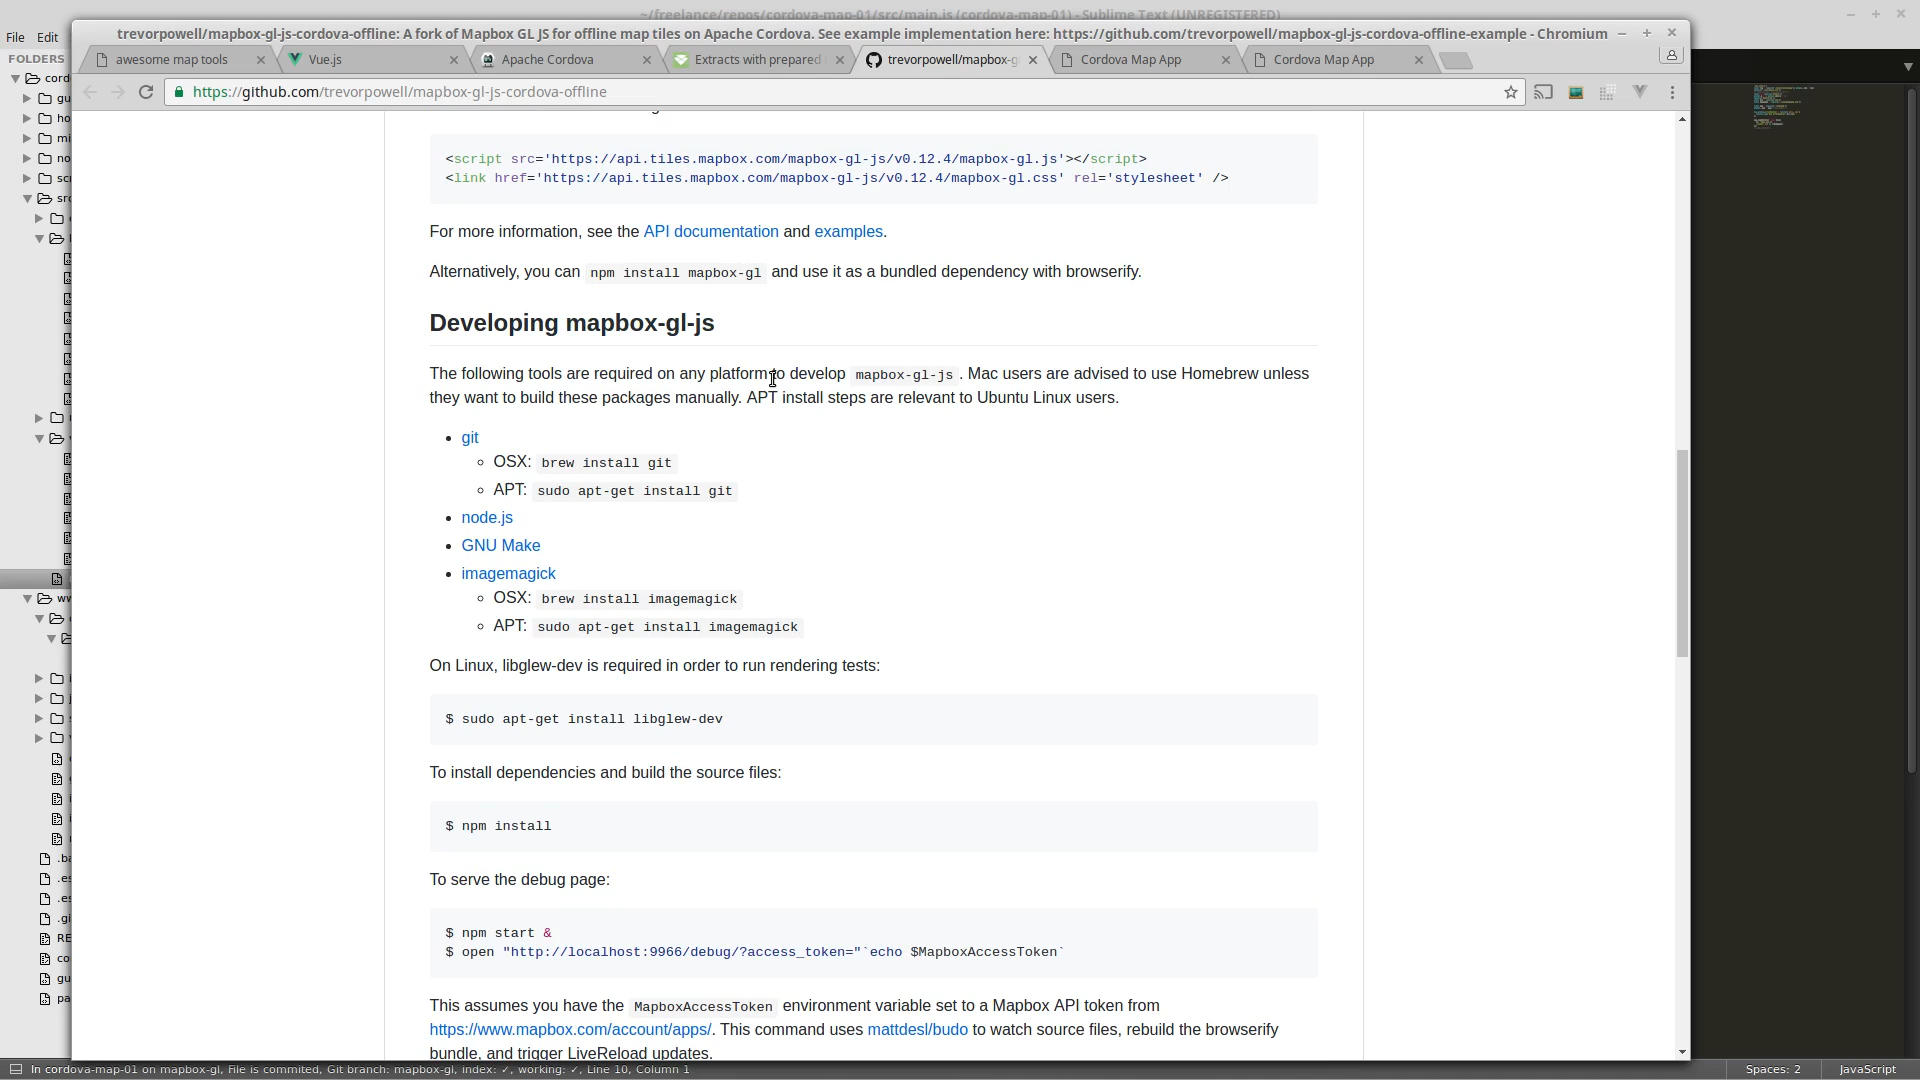 ~/freelance/repos/cordova-map-01/src/main.js (cordova-map-01) - Sublime Text (UNREGISTERED)
File Edit
FOLDERS
trevorpowell/mapbox-gl-js-cordova-offline: A fork of Mapbox GL JS for offline map tiles on Apache Cordova. See example implementation here: https://github.com/trevorpowell/mapbox-gl-js-cordova-offline-example - Chromium
awesome map tools
Vue.js
Apache Cordova
Extracts with prepared
trevorpowell/mapbox-g
Cordova Map App
Cordova Map App
https://github.com/trevorpowell/mapbox-gl-js-cordova-offline
<script src='https://api.tiles.mapbox.com/mapbox-gl-js/v0.12.4/mapbox-gl.js'></script>
<link href='https://api.tiles.mapbox.com/mapbox-gl-js/v0.12.4/mapbox-gl.css' rel='stylesheet' />
For more information, see the API documentation and examples.
Alternatively, you can npm install mapbox-gl and use it as a bundled dependency with browserify.
Developing mapbox-gl-js
The following tools are required on any platform to develop mapbox-gl-js . Mac users are advised to use Homebrew unless
they want to build these packages manually. APT install steps are relevant to Ubuntu Linux users.
git
OSX: brew install git
APT: sudo apt-get install git
node.js
GNU Make
imagemagick
OSX: brew install imagemagick
APT: sudo apt-get install imagemagick
On Linux, libglew-dev is required in order to run rendering tests:
$ sudo apt-get install libglew-dev
To install dependencies and build the source files:
$ npm install
To serve the debug page:
$ npm start &
$ open "http://localhost:9966/debug/?access_token="`echo $MapboxAccessToken`
This assumes you have the MapboxAccessToken environment variable set to a Mapbox API token from
https://www.mapbox.com/account/apps/. This command uses mattdesl/budo to watch source files, rebuild the browserify
bundle, and trigger LiveReload updates.
In cordova-map-01 on mapbox-gl, File is commited, Git branch: mapbox-gl, index: ✓, working: ✓, Line 10, Column 1
Spaces: 2
JavaScript